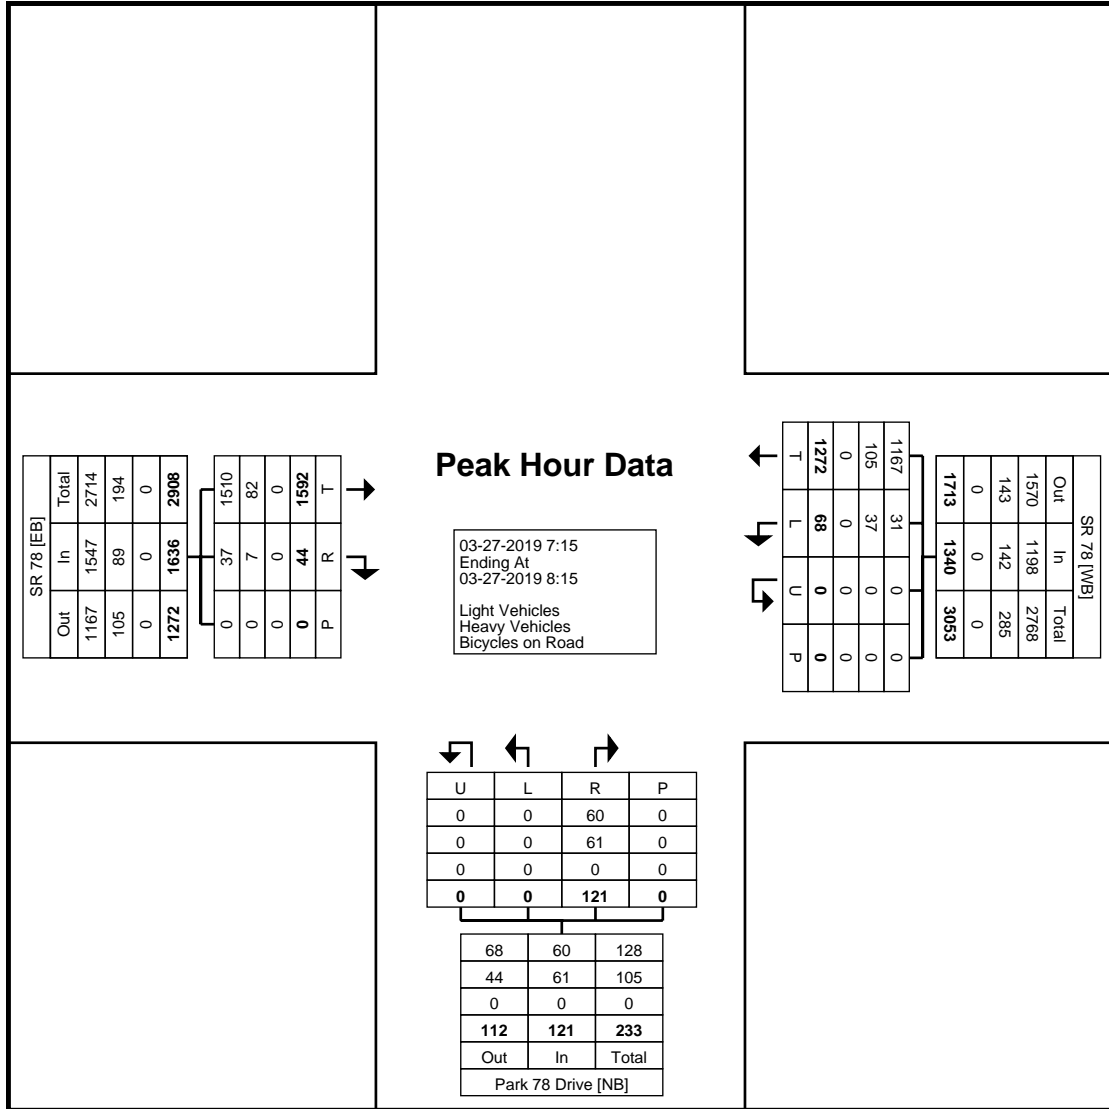 Peak Hour Data
03-27-2019 7:15
Ending At
03-27-2019 8:15
Light Vehicles
Heavy Vehicles
Bicycles on Road
SR 78 [EB]
Total 2714 194 0 2908
In 1547 89 0 1636
Out 1167 105 0 1272
1510 82 0 1592 T
37 7 0 44 R
0 0 0 0 P
SR 78 [WB]
Out In Total
1570 1198 2768
143 142 285
0 0 0
1713 1340 3053
1167 31 0 0
105 37 0 0
0 0 0 0
1272 68 0 0
T L U P
U L R P
0 0 60 0
0 0 61 0
0 0 0 0
0 0 121 0
68 60 128
44 61 105
0 0 0
112 121 233
Out In Total
Park 78 Drive [NB]